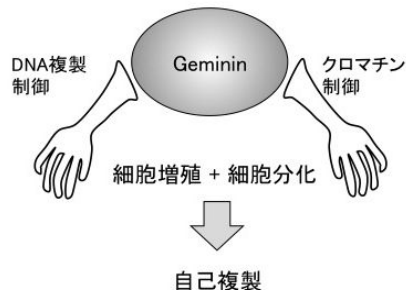 DNA複製
制御
Geminin
クロマチン
制御
細胞増殖 + 細胞分化
自己複製